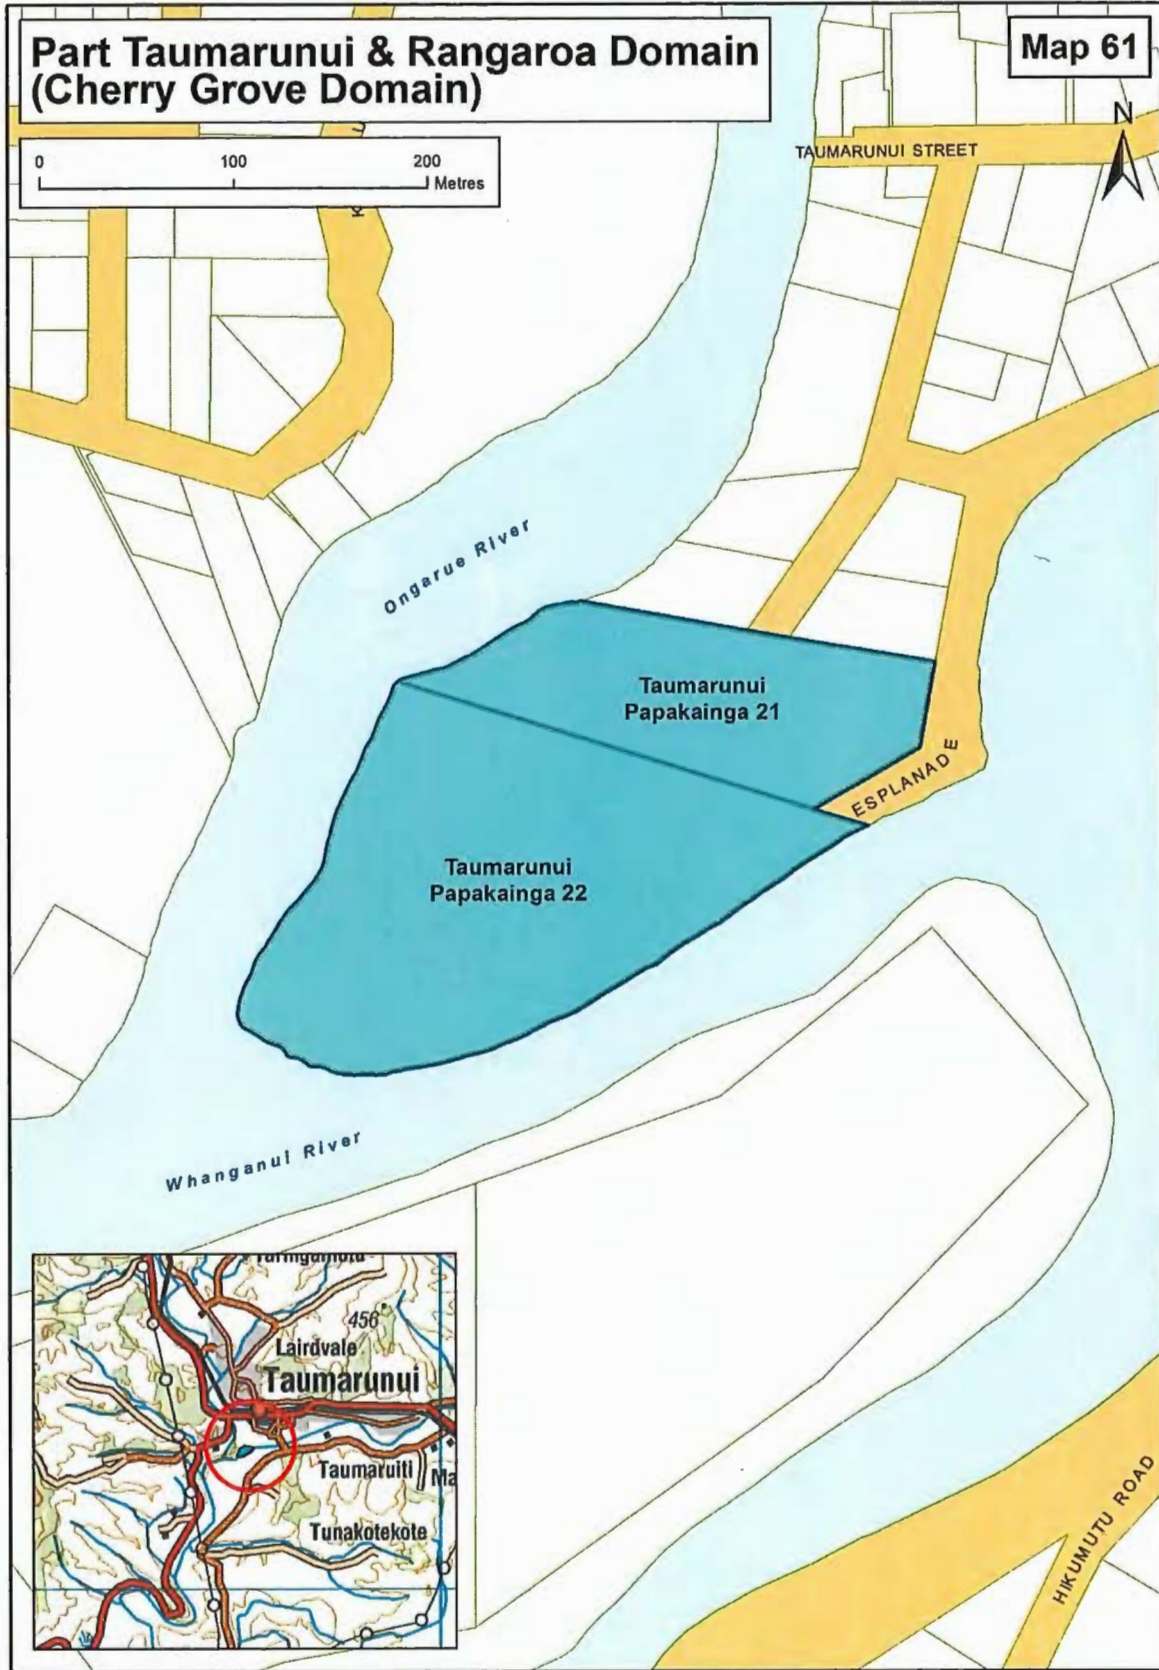 Part Taumarunui & Rangaroa Domain
(Cherry Grove Domain)
Map 61
0 100 200
Metres
N
TAUMARUNUI STREET
Ongarue River
Taumarunui
Papakainga 21
ESPLANADE
Taumarunui
Papakainga 22
Whanganui River
456
Lairdvale
Taumarunui
Taumaruiti
Ma
Tunakotekote
HIKUMUTU ROAD